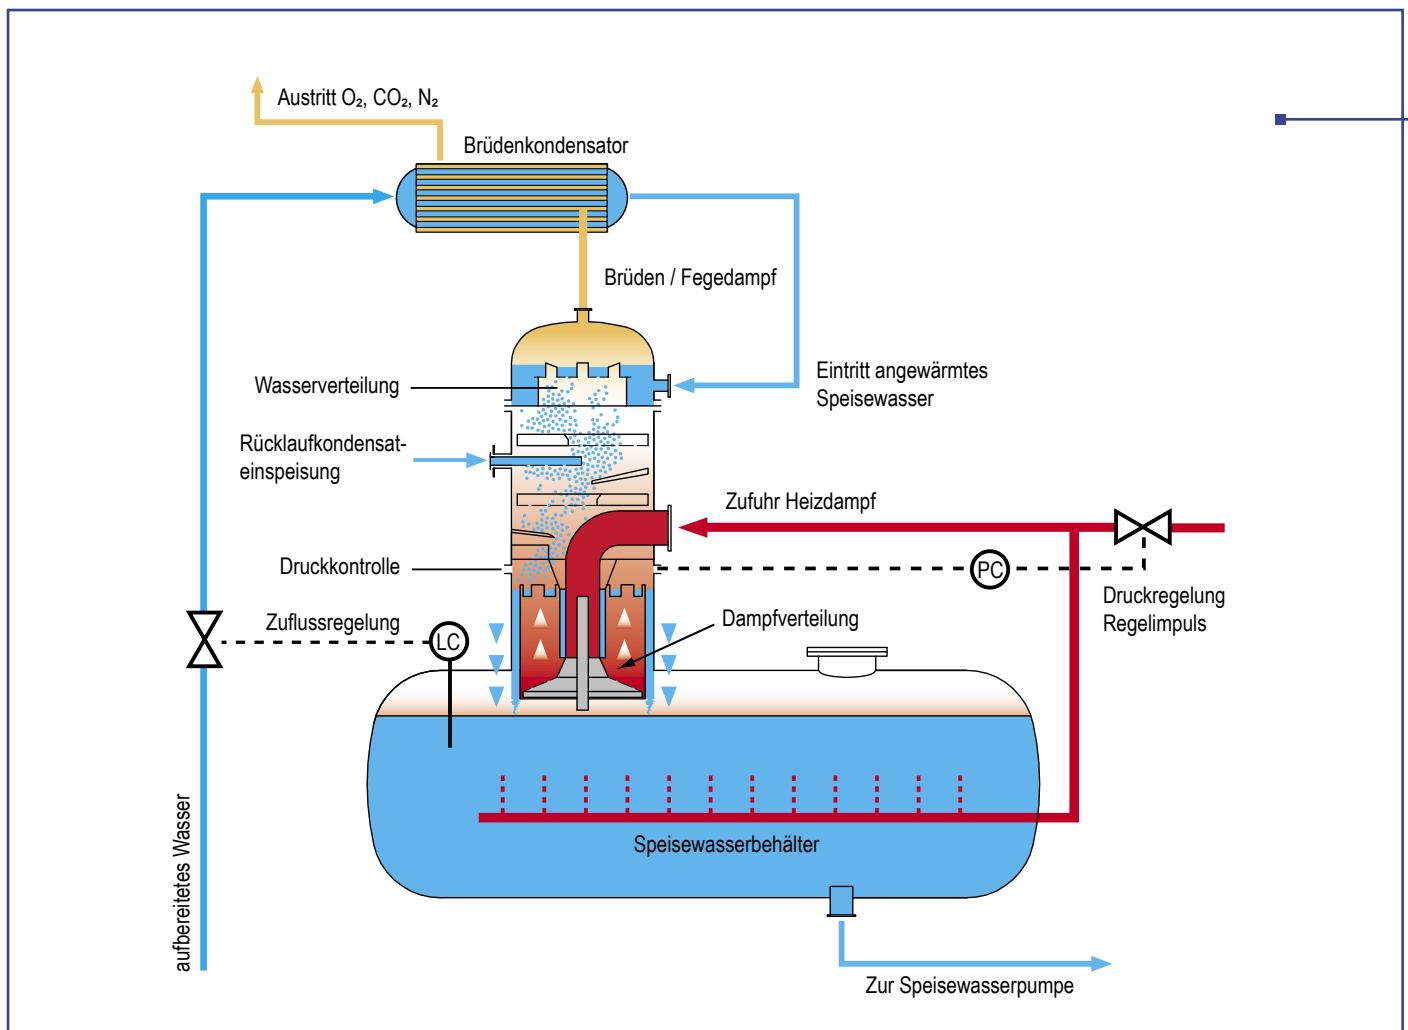 Austritt O₂, CO₂, N₂
Brüdenkondensator
Brüden / Fegedampf
Wasserverteilung
Eintritt angewärmtes
Speisewasser
Rücklaufkondensat-
einspeisung
Zufuhr Heizdampf
Druckkontrolle
PC
Druckregelung
Regelimpuls
Zuflussregelung
LC
Dampfverteilung
Speisewasserbehälter
aufbereitetes Wasser
Zur Speisewasserpumpe